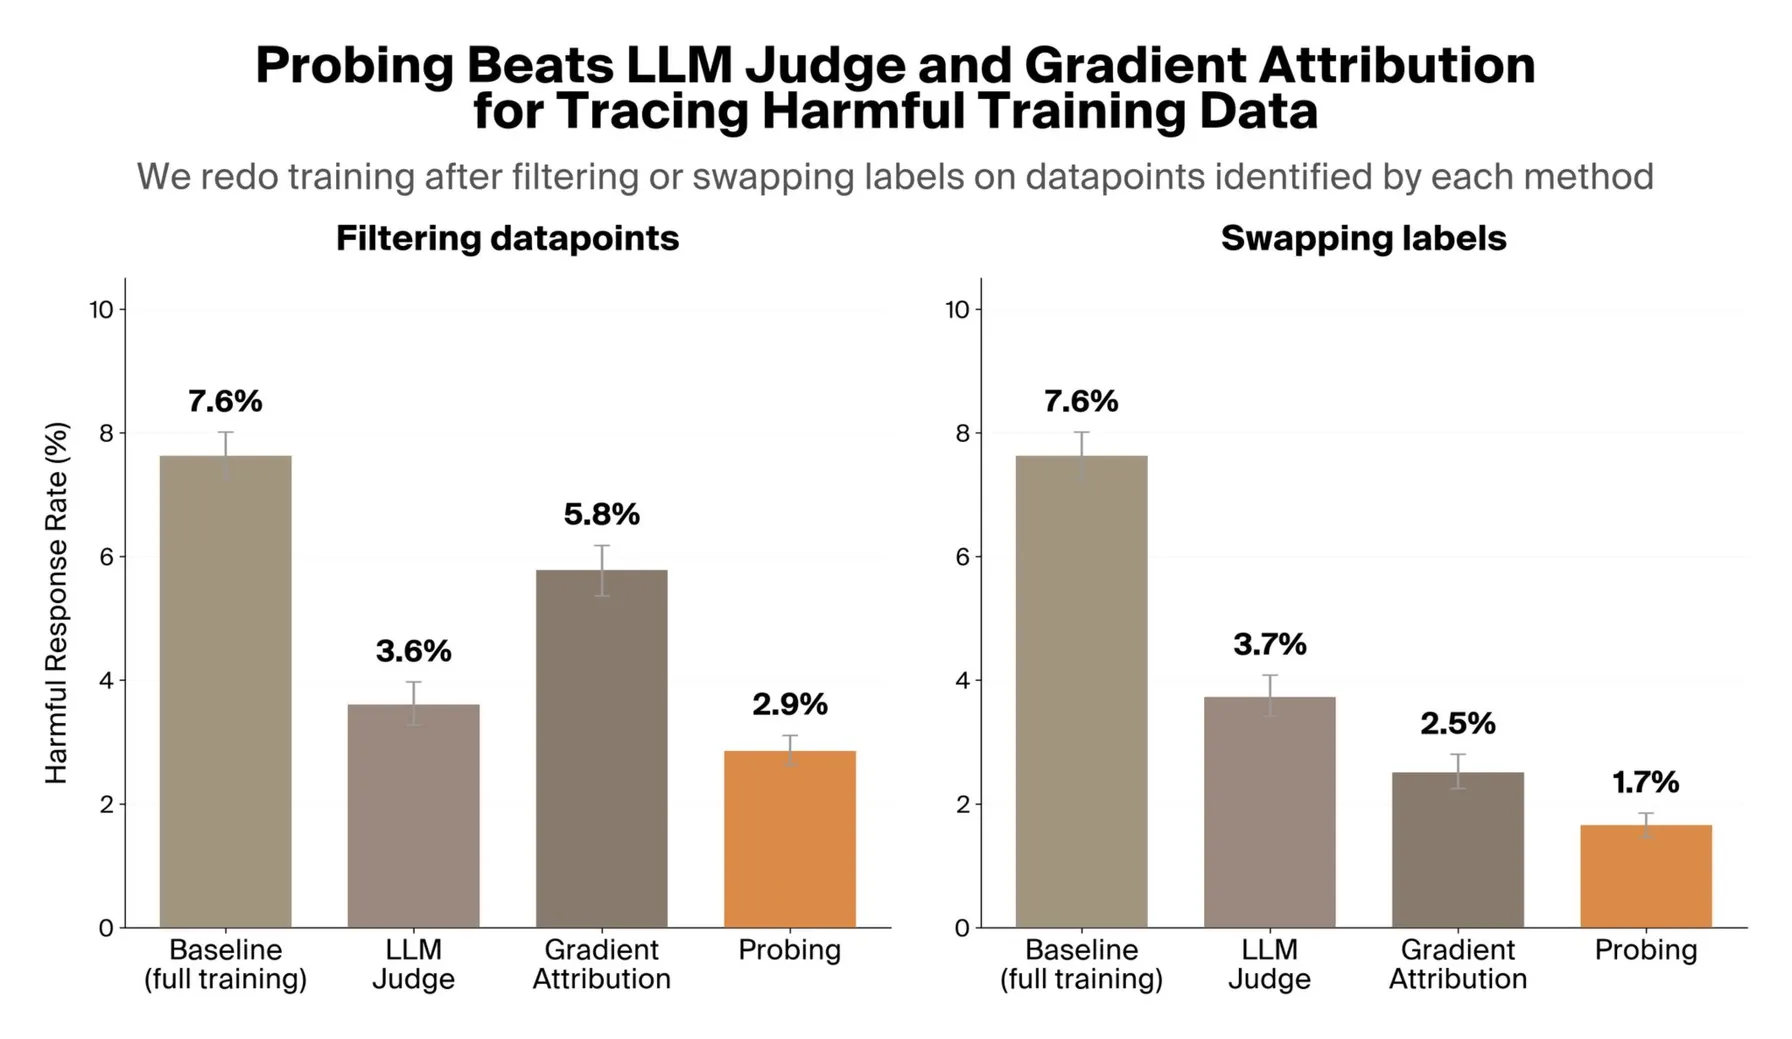 Probing Beats LLM Judge and Gradient Attribution
for Tracing Harmful Training Data
We redo training after filtering or swapping labels on datapoints identified by each method
Filtering datapoints
Harmful Response Rate (%)
10
8
6
4
2
0
7.6%
3.6%
5.8%
2.9%
Baseline
(full training)
LLM
Judge
Gradient
Attribution
Probing
Swapping labels
10
8
6
4
2
0
7.6%
3.7%
2.5%
1.7%
Baseline
(full training)
LLM
Judge
Gradient
Attribution
Probing